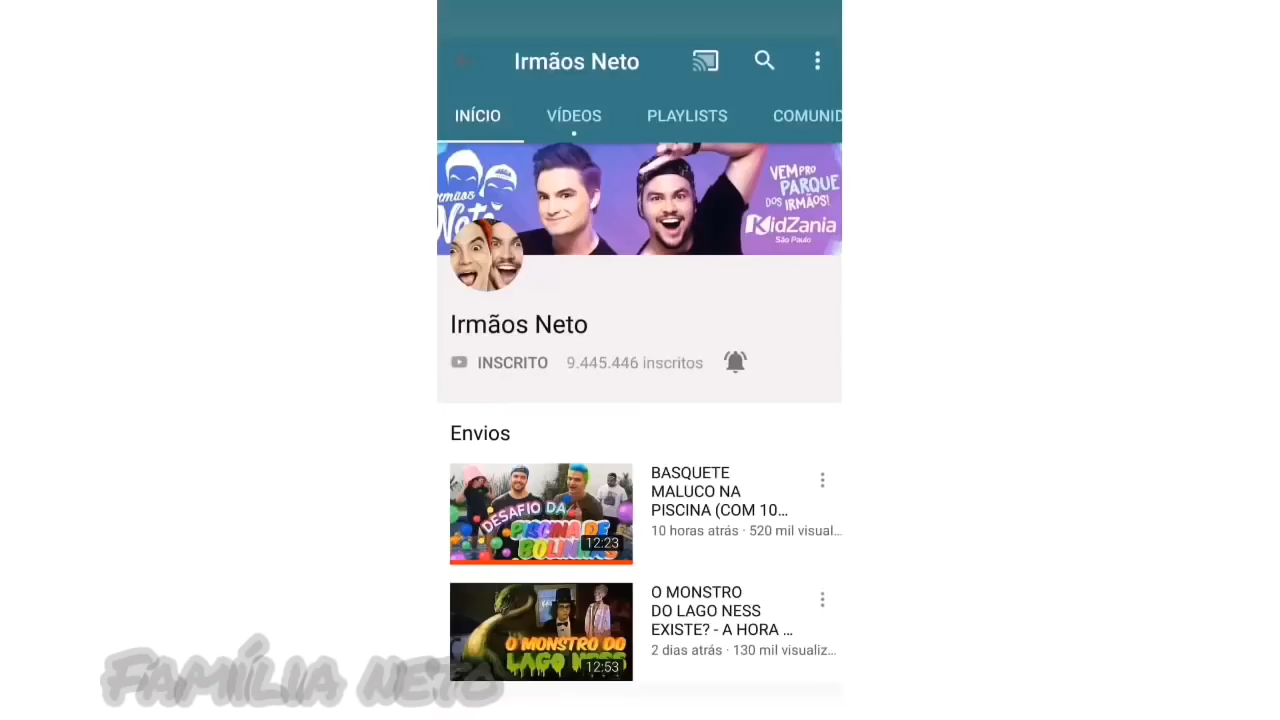 Irmãos Neto
INÍCIO VÍDEOS PLAYLISTS COMUNID
irmãos
Neto
VEM PRO
PARQUE
DOS IRMÃOS!
KidZania
São Paulo
Irmãos Neto
INSCRITO 9.445.446 inscritos
Envios
DESAFIO DA
PISCINA DE
BOLINHAS
12:23
BASQUETE
MALUCO NA
PISCINA (COM 10...
10 horas atrás · 520 mil visual...
O MONSTRO DO
LAGO NESS
12:53
O MONSTRO
DO LAGO NESS
EXISTE? - A HORA ...
2 dias atrás · 130 mil visualiz...
FAMÍLIA NETO